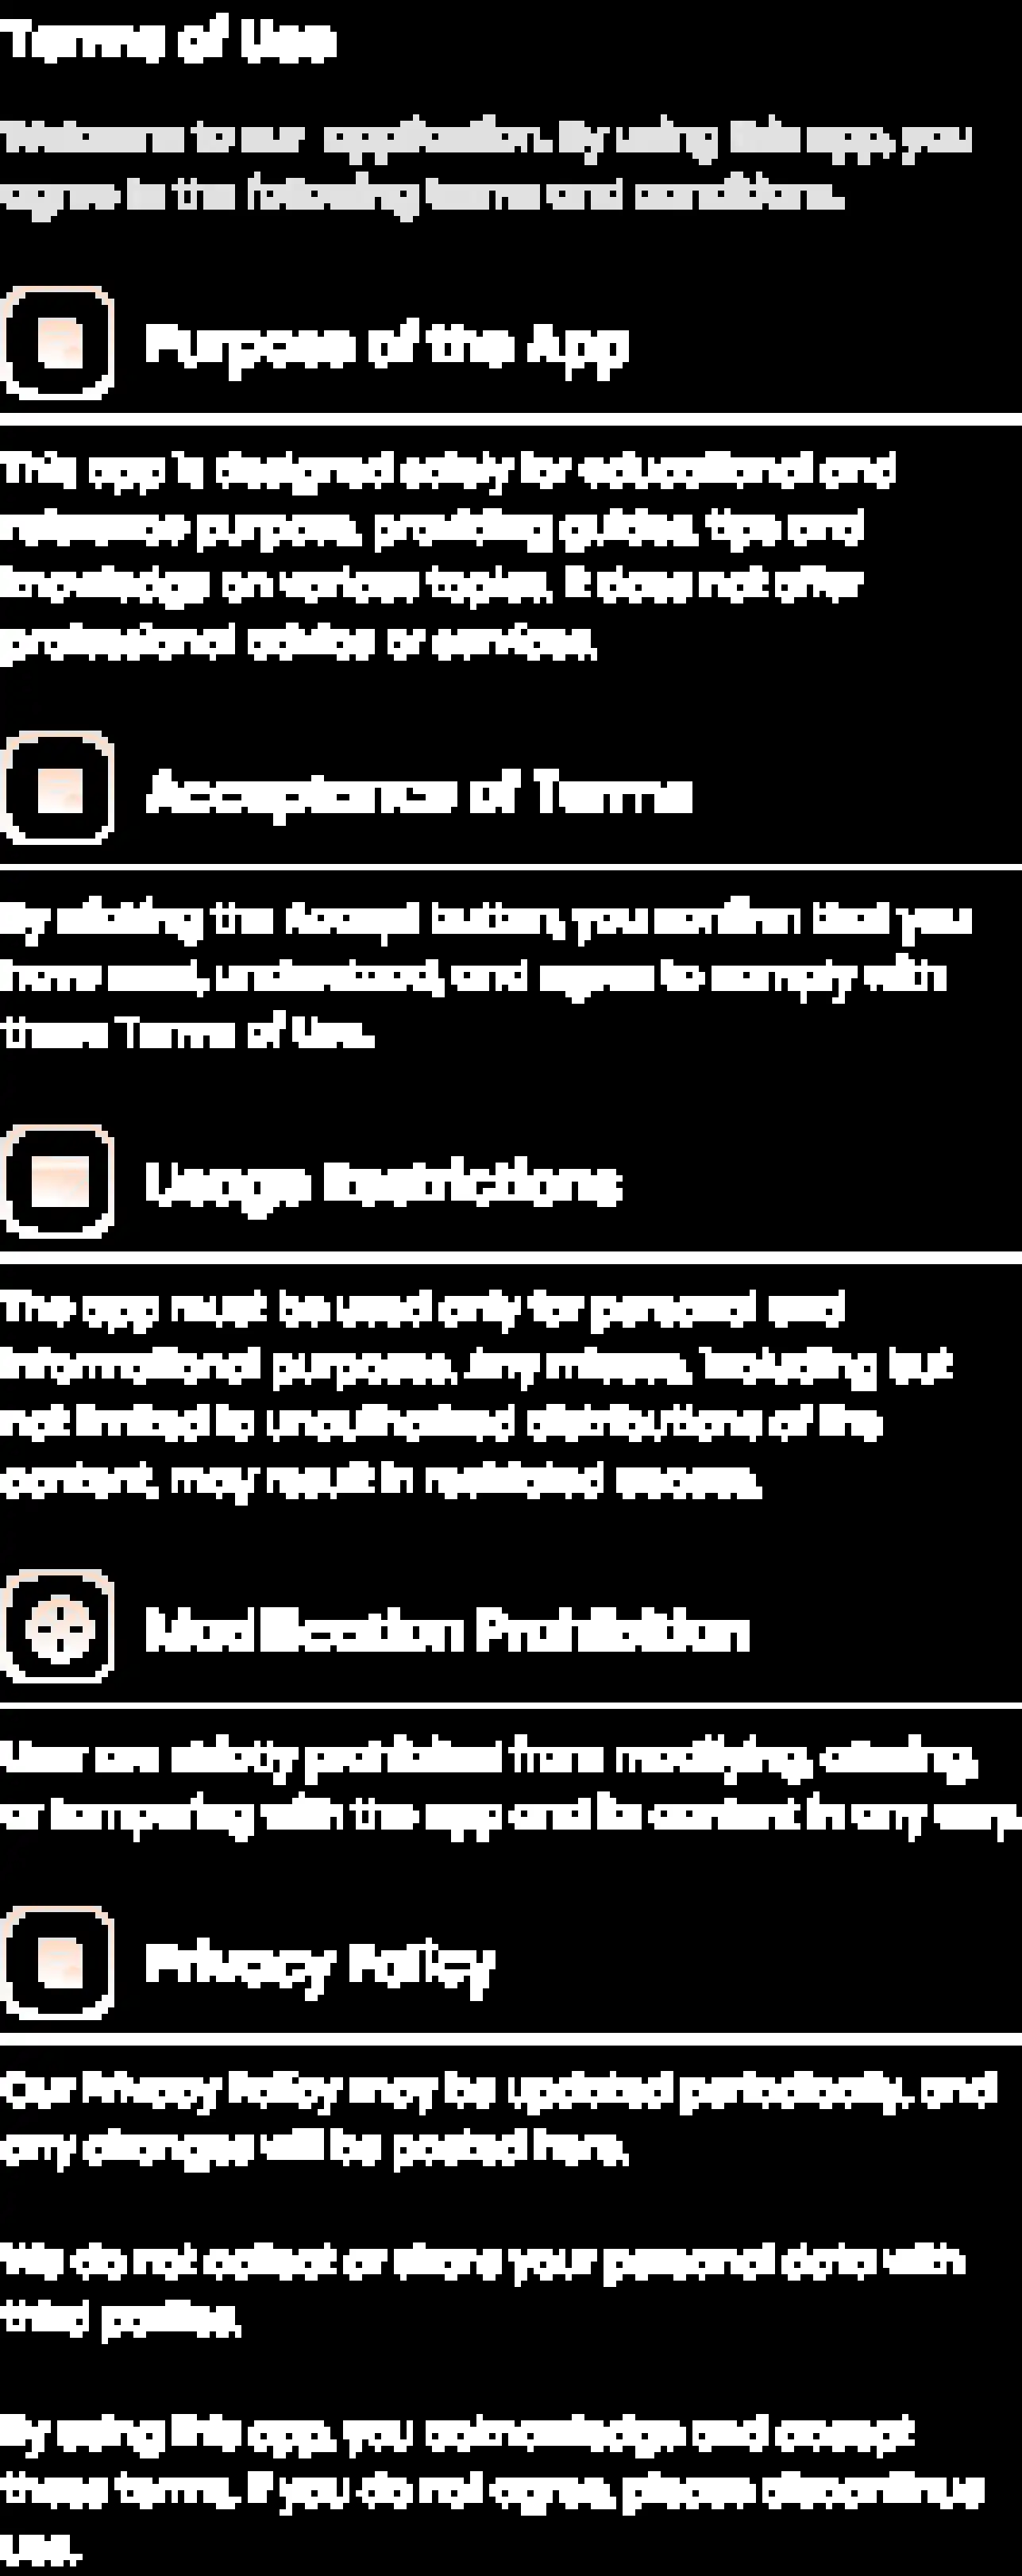 Terms of Use
Welcome to our application. By using this app, you
agree to the following terms and conditions.
Purpose of the App
This app is designed solely for educational and
reference purpose, providing guides, tips and
knowledge on various topics. It does not offer
professional advice or services.
Acceptance of Terms
By clicking the Accept button, you confirm that you
have read, understood, and agree to comply with
these Terms of Use.
Usage Restrictions
The app must be used only for personal and
informational purposes. Any misuse, including but
not limited to unauthorized distributions of the
content, may result in restricted access.
Modification Prohibition
User are strictly prohibited from modifying, altering,
or tampering with the app and its content in any way.
Privacy Policy
Our Privacy Policy may be updated periodically, and
any changes will be posted here.
We do not collect or share your personal data with
third parties.
By using this app, you acknowledge and accept
these terms. If you do not agree, please discontinue
use.